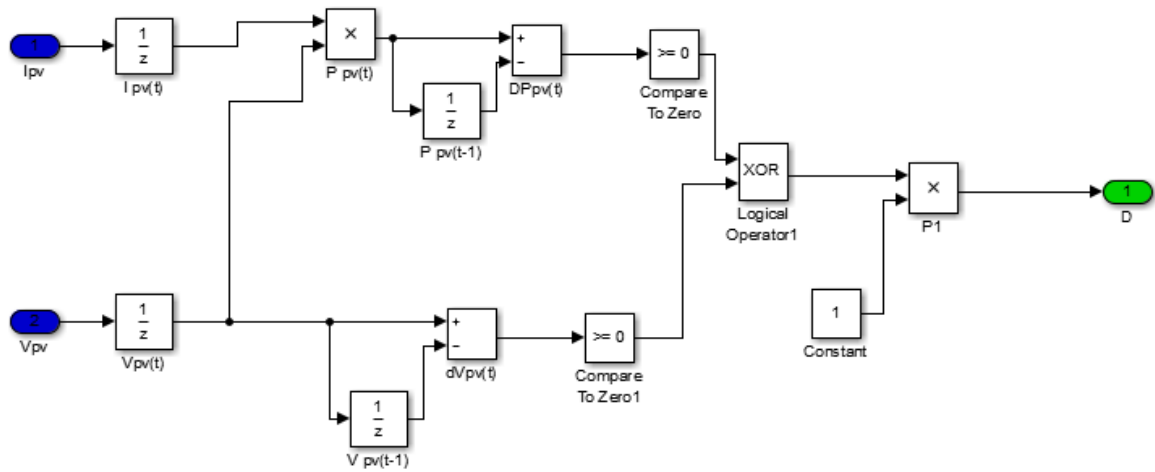 1
Ipv
1
z
I pv(t)
×
P pv(t)
1
z
P pv(t-1)
+
−
DPpv(t)
>= 0
Compare
To Zero
XOR
Logical
Operator1
×
P1
1
D
1
Constant
2
Vpv
1
z
Vpv(t)
1
z
V pv(t-1)
+
−
dVpv(t)
>= 0
Compare
To Zero1